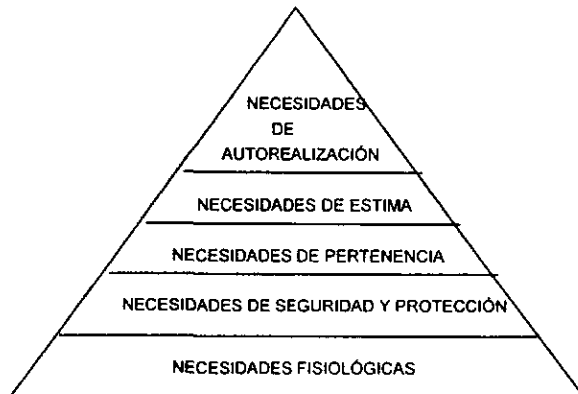 NECESIDADES
DE
AUTOREALIZACIÓN
NECESIDADES DE ESTIMA
NECESIDADES DE PERTENENCIA
NECESIDADES DE SEGURIDAD Y PROTECCIÓN
NECESIDADES FISIOLÓGICAS